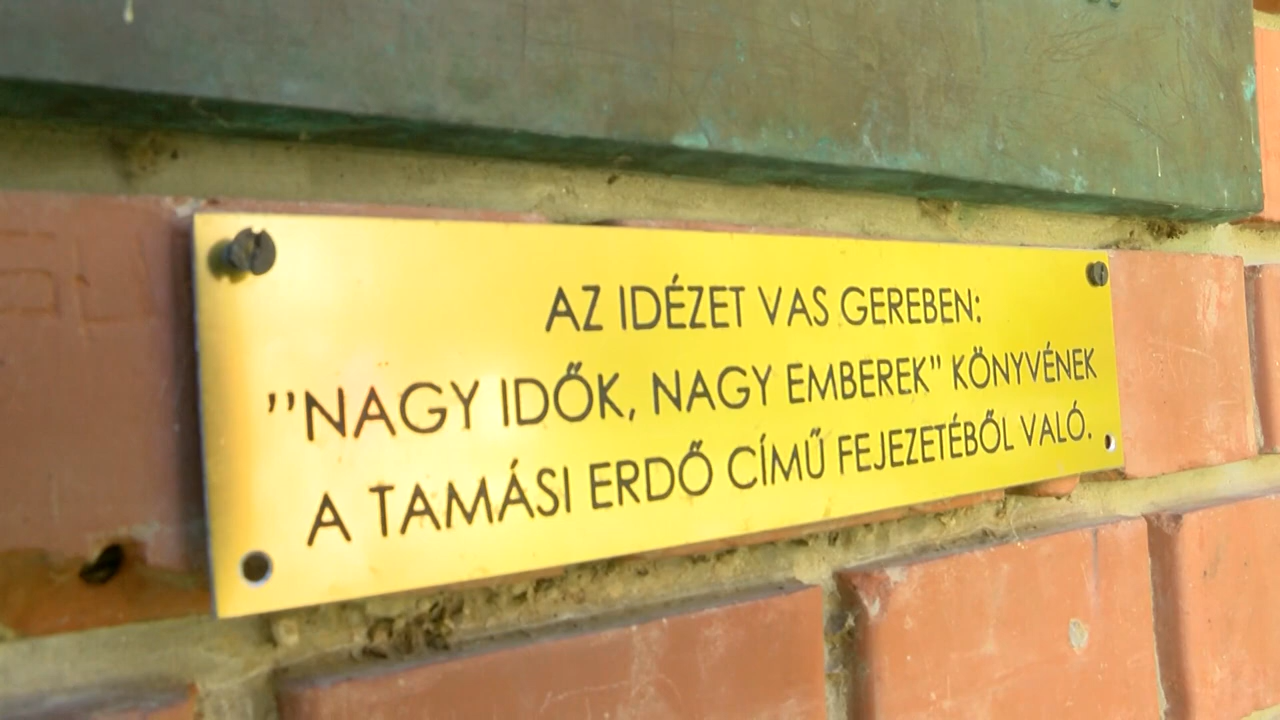 AZ IDÉZET VAS GEREBEN:
”NAGY IDŐK, NAGY EMBEREK” KÖNYVÉNEK
A TAMÁSI ERDŐ CÍMŰ FEJEZETÉBŐL VALÓ.